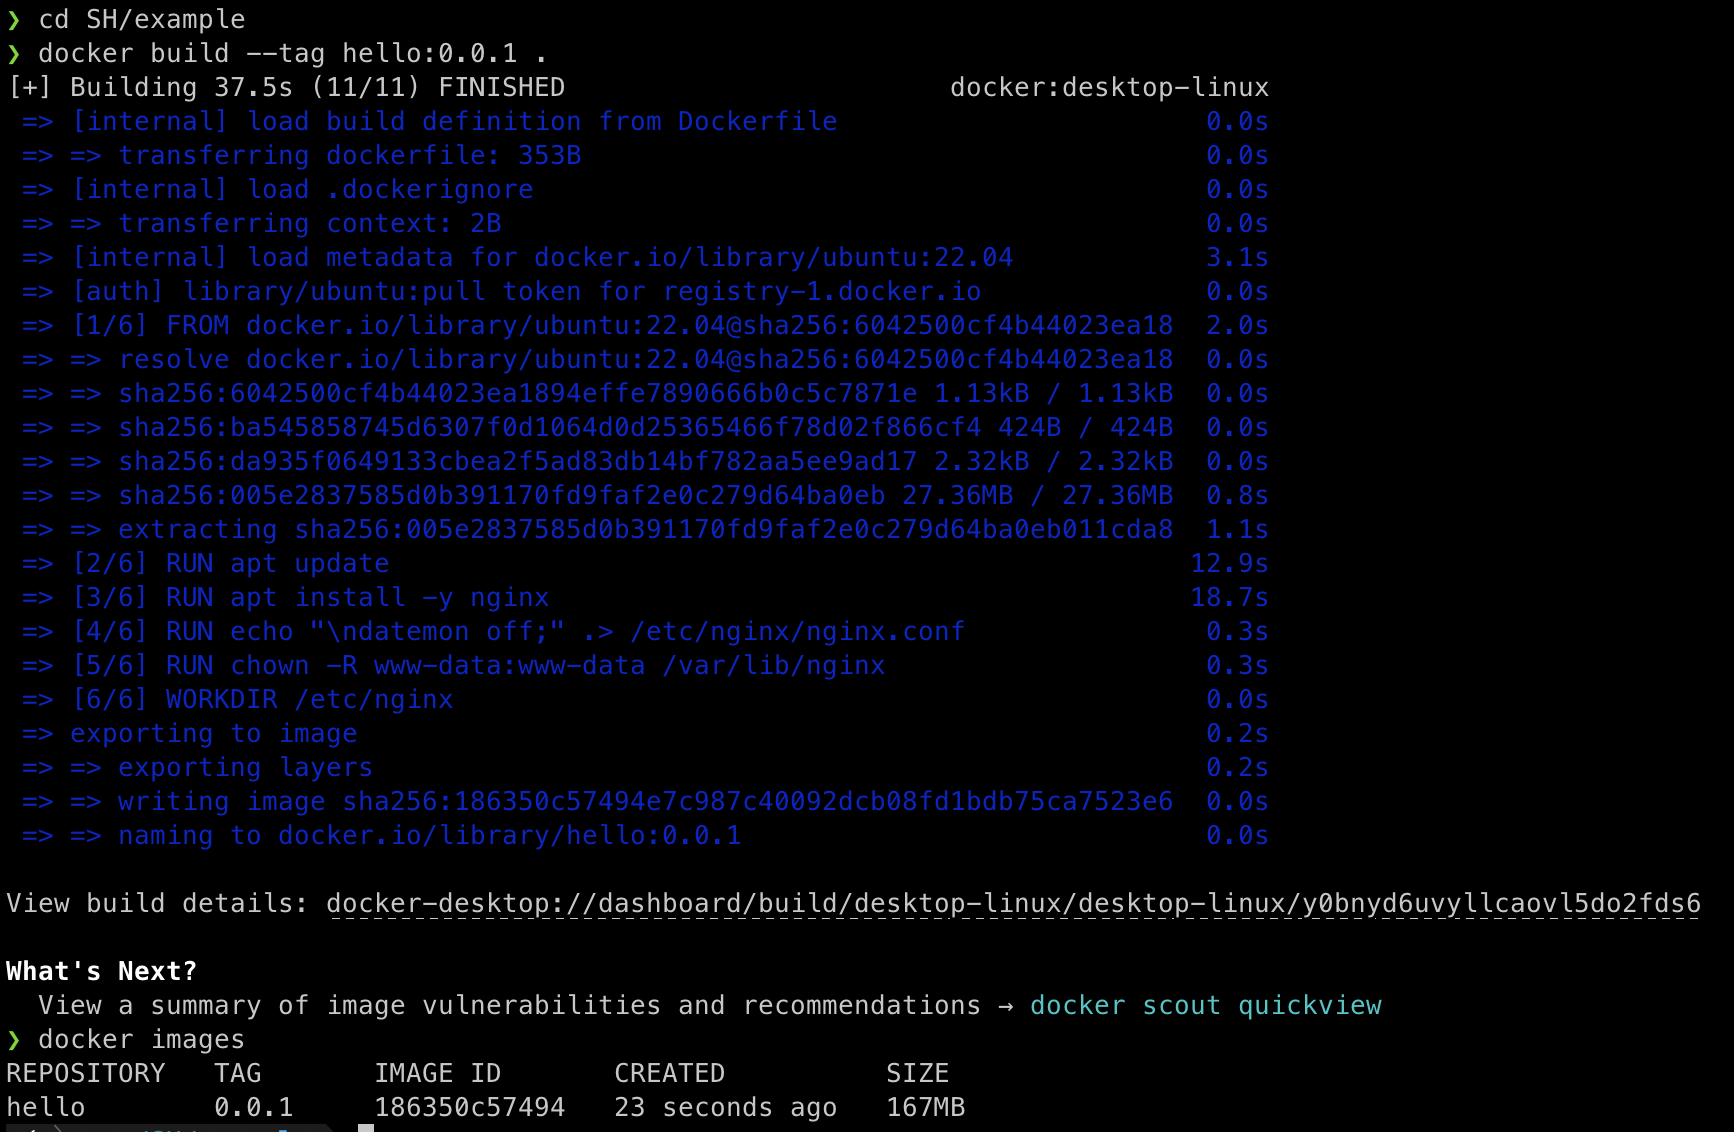 ❯ cd SH/example
❯ docker build --tag hello:0.0.1 .
[+] Building 37.5s (11/11) FINISHED docker:desktop-linux
=> [internal] load build definition from Dockerfile 0.0s
=> => transferring dockerfile: 353B 0.0s
=> [internal] load .dockerignore 0.0s
=> => transferring context: 2B 0.0s
=> [internal] load metadata for docker.io/library/ubuntu:22.04 3.1s
=> [auth] library/ubuntu:pull token for registry-1.docker.io 0.0s
=> [1/6] FROM docker.io/library/ubuntu:22.04@sha256:6042500cf4b44023ea18 2.0s
=> => resolve docker.io/library/ubuntu:22.04@sha256:6042500cf4b44023ea18 0.0s
=> => sha256:6042500cf4b44023ea1894effe7890666b0c5c7871e 1.13kB / 1.13kB 0.0s
=> => sha256:ba545858745d6307f0d1064d0d25365466f78d02f866cf4 424B / 424B 0.0s
=> => sha256:da935f0649133cbea2f5ad83db14bf782aa5ee9ad17 2.32kB / 2.32kB 0.0s
=> => sha256:005e2837585d0b391170fd9faf2e0c279d64ba0eb 27.36MB / 27.36MB 0.8s
=> => extracting sha256:005e2837585d0b391170fd9faf2e0c279d64ba0eb011cda8 1.1s
=> [2/6] RUN apt update 12.9s
=> [3/6] RUN apt install -y nginx 18.7s
=> [4/6] RUN echo "\ndatemon off;" .> /etc/nginx/nginx.conf 0.3s
=> [5/6] RUN chown -R www-data:www-data /var/lib/nginx 0.3s
=> [6/6] WORKDIR /etc/nginx 0.0s
=> exporting to image 0.2s
=> => exporting layers 0.2s
=> => writing image sha256:186350c57494e7c987c40092dcb08fd1bdb75ca7523e6 0.0s
=> => naming to docker.io/library/hello:0.0.1 0.0s
View build details: docker-desktop://dashboard/build/desktop-linux/desktop-linux/y0bnyd6uvyllcaovl5do2fds6
What's Next?
View a summary of image vulnerabilities and recommendations → docker scout quickview
❯ docker images
REPOSITORY TAG IMAGE ID CREATED SIZE
hello 0.0.1 186350c57494 23 seconds ago 167MB